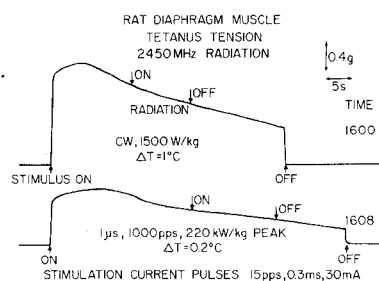 RAT DIAPHRAGM MUSCLE
TETANUS TENSION
2450 MHz RADIATION
0.4g
5s
ON
OFF
RADIATION
TIME
1600
CW, 1500 W/kg
ΔT = 1°C
STIMULUS ON
OFF
ON
OFF
1608
1μs, 1000pps, 220 kW/kg PEAK
ΔT = 0.2°C
ON
OFF
STIMULATION CURRENT PULSES 15pps, 0.3ms, 30mA